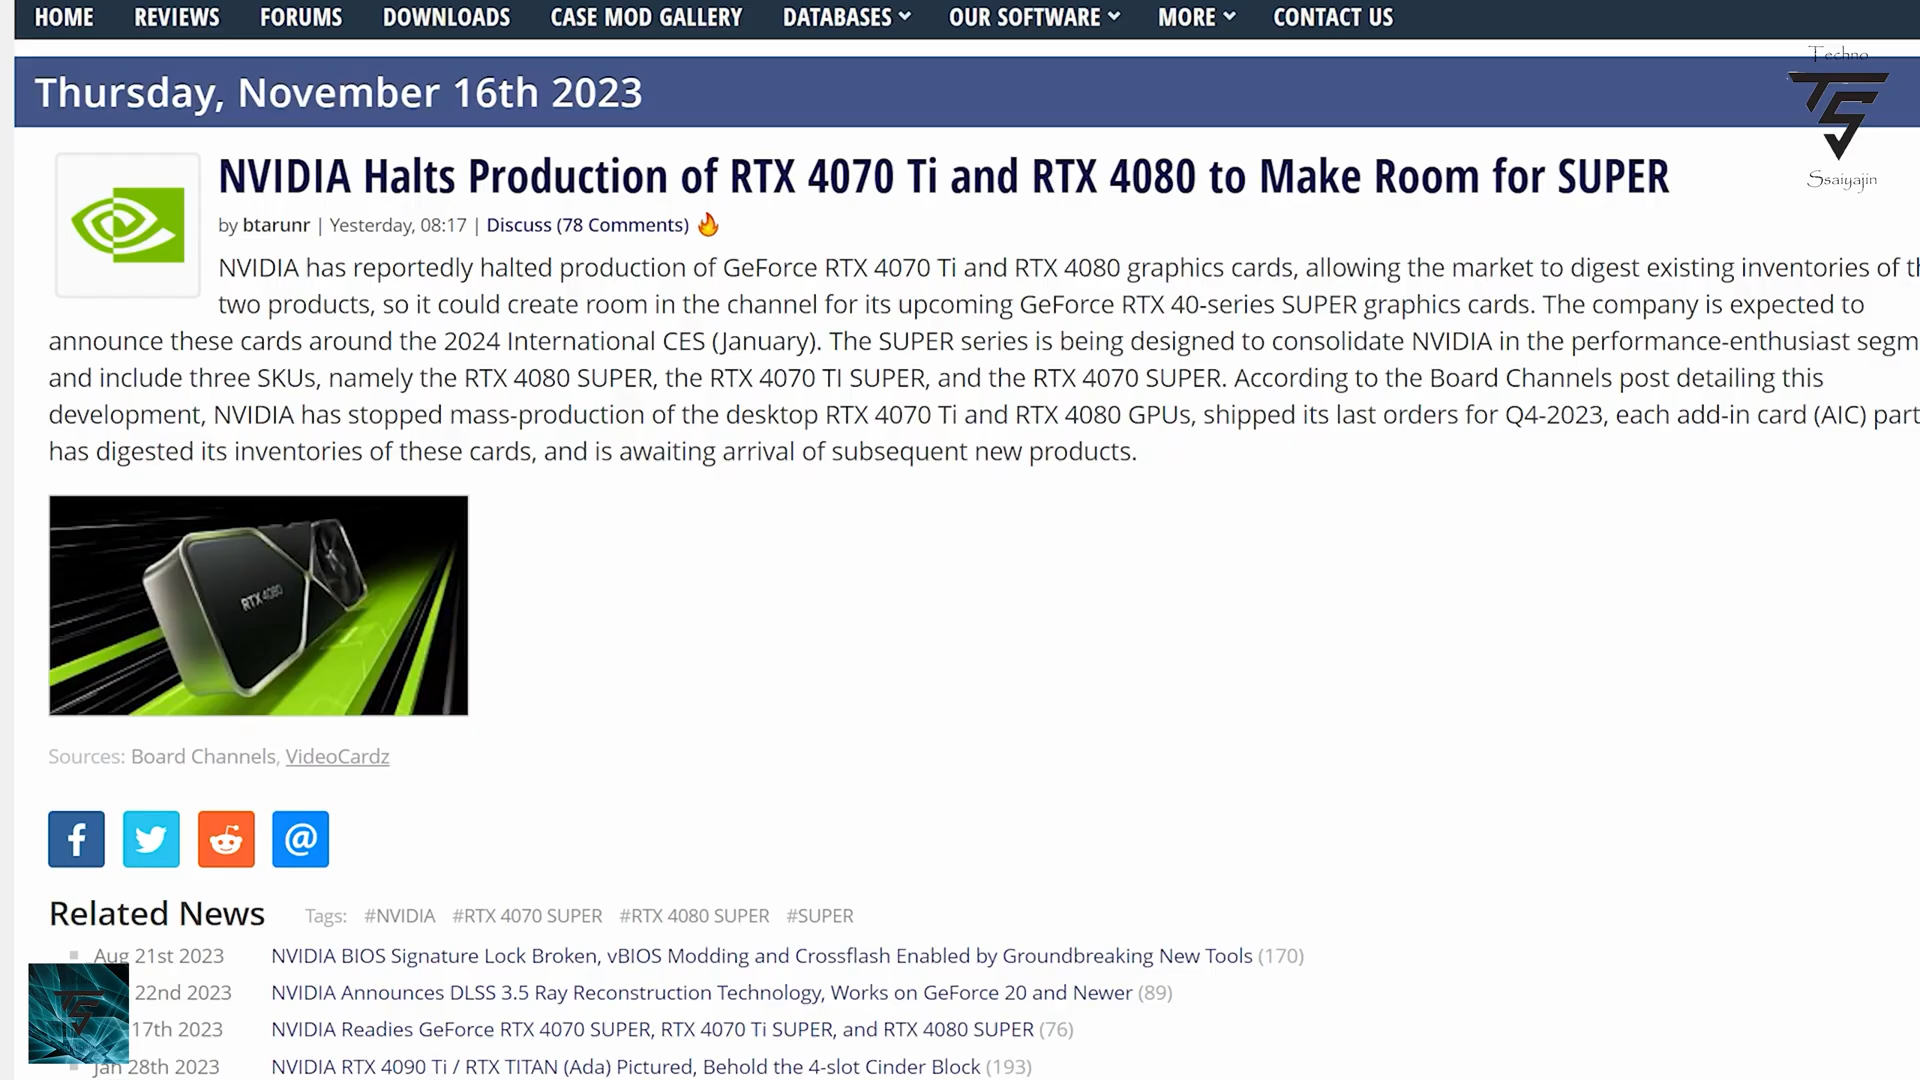 HOME REVIEWS FORUMS DOWNLOADS CASE MOD GALLERY DATABASES OUR SOFTWARE MORE CONTACT US
Techno
Thursday, November 16th 2023
TS
Ssaiyajin
NVIDIA Halts Production of RTX 4070 Ti and RTX 4080 to Make Room for SUPER
by btarunr | Yesterday, 08:17 | Discuss (78 Comments)
NVIDIA has reportedly halted production of GeForce RTX 4070 Ti and RTX 4080 graphics cards, allowing the market to digest existing inventories of th
two products, so it could create room in the channel for its upcoming GeForce RTX 40-series SUPER graphics cards. The company is expected to
announce these cards around the 2024 International CES (January). The SUPER series is being designed to consolidate NVIDIA in the performance-enthusiast segm
and include three SKUs, namely the RTX 4080 SUPER, the RTX 4070 TI SUPER, and the RTX 4070 SUPER. According to the Board Channels post detailing this
development, NVIDIA has stopped mass-production of the desktop RTX 4070 Ti and RTX 4080 GPUs, shipped its last orders for Q4-2023, each add-in card (AIC) part
has digested its inventories of these cards, and is awaiting arrival of subsequent new products.
RTX 4080
Sources: Board Channels, VideoCardz
Related News Tags: #NVIDIA #RTX 4070 SUPER #RTX 4080 SUPER #SUPER
Aug 21st 2023 NVIDIA BIOS Signature Lock Broken, vBIOS Modding and Crossflash Enabled by Groundbreaking New Tools (170)
22nd 2023 NVIDIA Announces DLSS 3.5 Ray Reconstruction Technology, Works on GeForce 20 and Newer (89)
17th 2023 NVIDIA Readies GeForce RTX 4070 SUPER, RTX 4070 Ti SUPER, and RTX 4080 SUPER (76)
Jan 28th 2023 NVIDIA RTX 4090 Ti / RTX TITAN (Ada) Pictured, Behold the 4-slot Cinder Block (193)